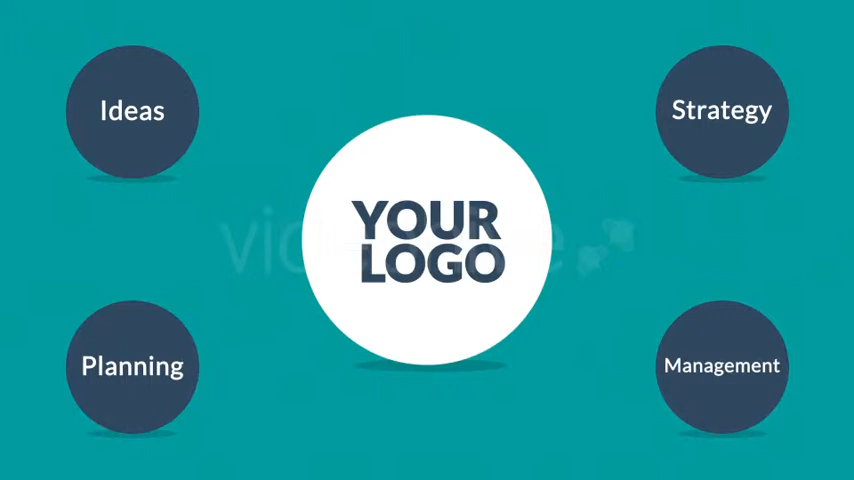 Ideas
Strategy
YOUR
LOGO
Planning
Management